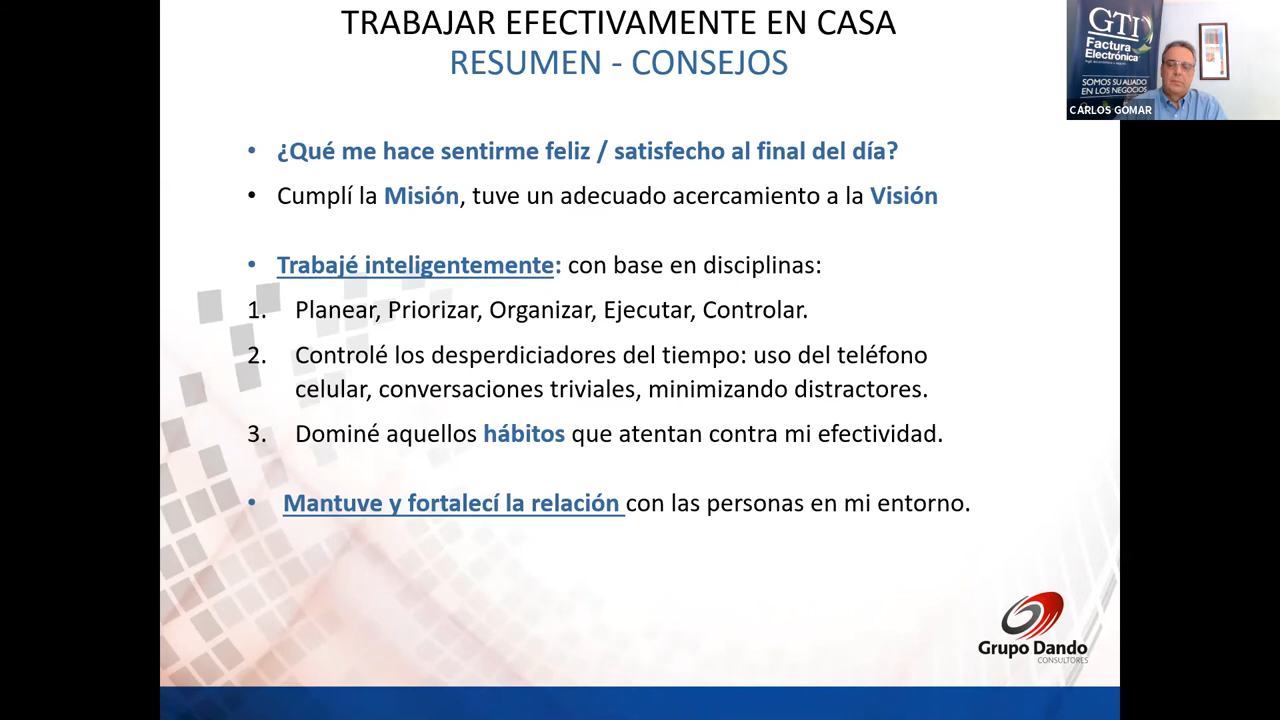 TRABAJAR EFECTIVAMENTE EN CASA
RESUMEN - CONSEJOS
• ¿Qué me hace sentirme feliz / satisfecho al final del día?
• Cumplí la Misión, tuve un adecuado acercamiento a la Visión
• Trabajé inteligentemente: con base en disciplinas:
1. Planear, Priorizar, Organizar, Ejecutar, Controlar.
2. Controlé los desperdiciadores del tiempo: uso del teléfono
celular, conversaciones triviales, minimizando distractores.
3. Dominé aquellos hábitos que atentan contra mi efectividad.
• Mantuve y fortalecí la relación con las personas en mi entorno.
Grupo Dando
CONSULTORES
GTI
Factura
Electrónica
SOMOS SU ALIADO
EN LOS NEGOCIOS
CARLOS GOMAR